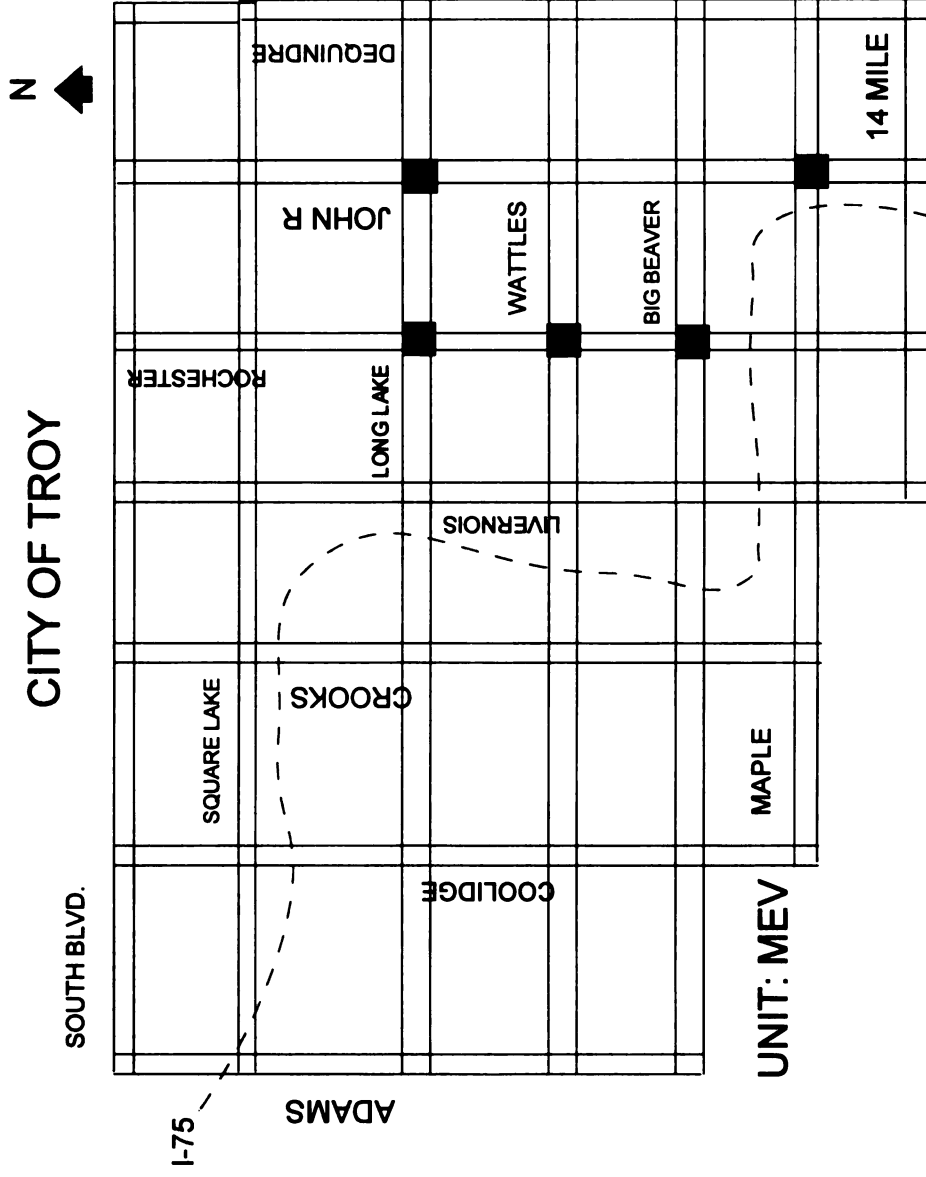 CITY OF TROY
N
SOUTH BLVD.
I-75
SQUARE LAKE
ADAMS
COOLIDGE
CROOKS
LIVERNOIS
ROCHESTER
JOHN R
DEQUINDRE
LONG LAKE
WATTLES
BIG BEAVER
MAPLE
14 MILE
UNIT: MEV